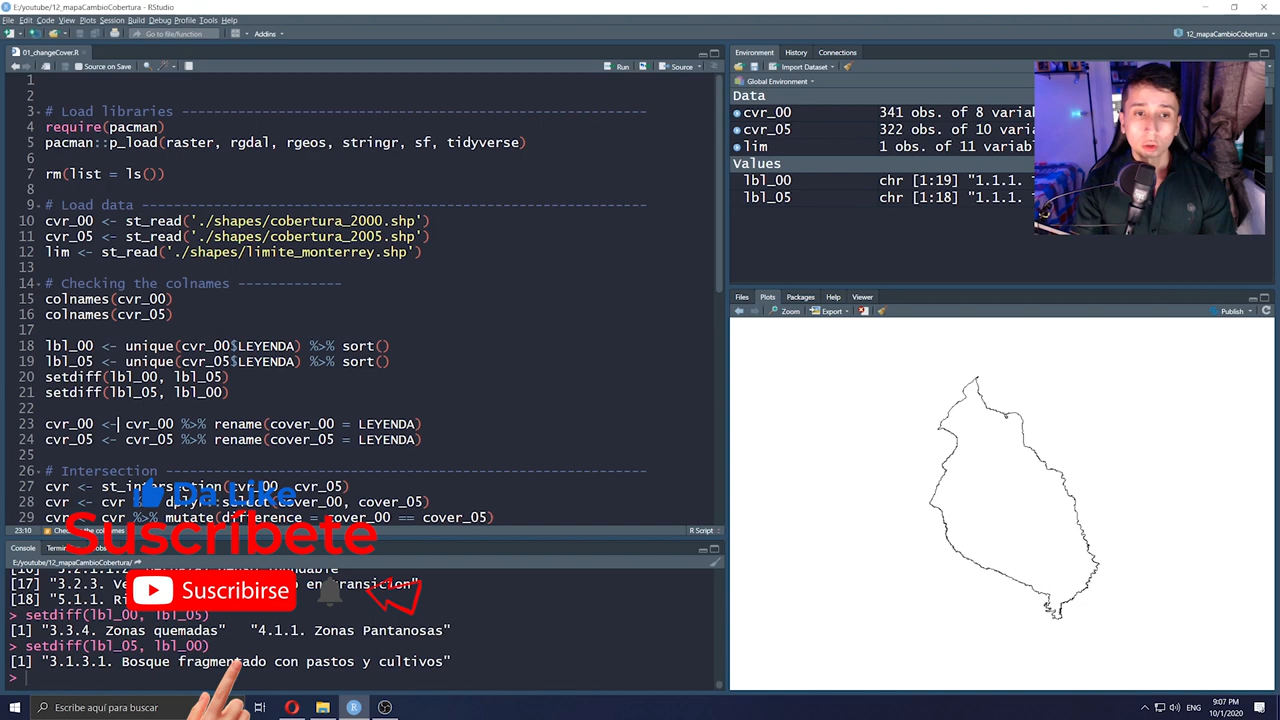 E:/youtube/12_mapaCambioCobertura - RStudio
File Edit Code View Plots Session Build Debug Profile Tools Help
Go to file/function
Addins
12_mapaCambioCobertura
01_changeCover.R
Source on Save
Run
Source
1
2
3 # Load libraries ------------------------------------------------------------
4 require(pacman)
5 pacman::p_load(raster, rgdal, rgeos, stringr, sf, tidyverse)
6
7 rm(list = ls())
8
9 # Load data -----------------------------------------------------------------
10 cvr_00 <- st_read('./shapes/cobertura_2000.shp')
11 cvr_05 <- st_read('./shapes/cobertura_2005.shp')
12 lim <- st_read('./shapes/limite_monterrey.shp')
13
14 # Checking the colnames -------------
15 colnames(cvr_00)
16 colnames(cvr_05)
17
18 lbl_00 <- unique(cvr_00$LEYENDA) %>% sort()
19 lbl_05 <- unique(cvr_05$LEYENDA) %>% sort()
20 setdiff(lbl_00, lbl_05)
21 setdiff(lbl_05, lbl_00)
22
23 cvr_00 <- cvr_00 %>% rename(cover_00 = LEYENDA)
24 cvr_05 <- cvr_05 %>% rename(cover_05 = LEYENDA)
25
26 # Intersection --------------------------------------------------------------
27 cvr <- st_intersection(cvr_00, cvr_05)
28 cvr <- cvr %>% dplyr::select(cover_00, cover_05)
29 cvr <- cvr %>% mutate(difference = cover_00 == cover_05)
23:10
R Script
Da Like
Suscribete
Suscribirse
Console
E:/youtube/12_mapaCambioCobertura/
[17] "3.2.3. en transicion"
[18] "5.1.1.
> setdiff(lbl_00, lbl_05)
[1] "3.3.4. Zonas quemadas" "4.1.1. Zonas Pantanosas"
> setdiff(lbl_05, lbl_00)
[1] "3.1.3.1. Bosque fragmentado con pastos y cultivos"
>
Environment History Connections
Import Dataset
Global Environment
Data
cvr_00 341 obs. of 8 variab
cvr_05 322 obs. of 10 varia
lim 1 obs. of 11 variabl
Values
lbl_00 chr [1:19] "1.1.1. T
lbl_05 chr [1:18] "1.1.1. T
Files Plots Packages Help Viewer
Zoom Export
Publish
Escribe aquí para buscar
ENG
9:07 PM
10/1/2020